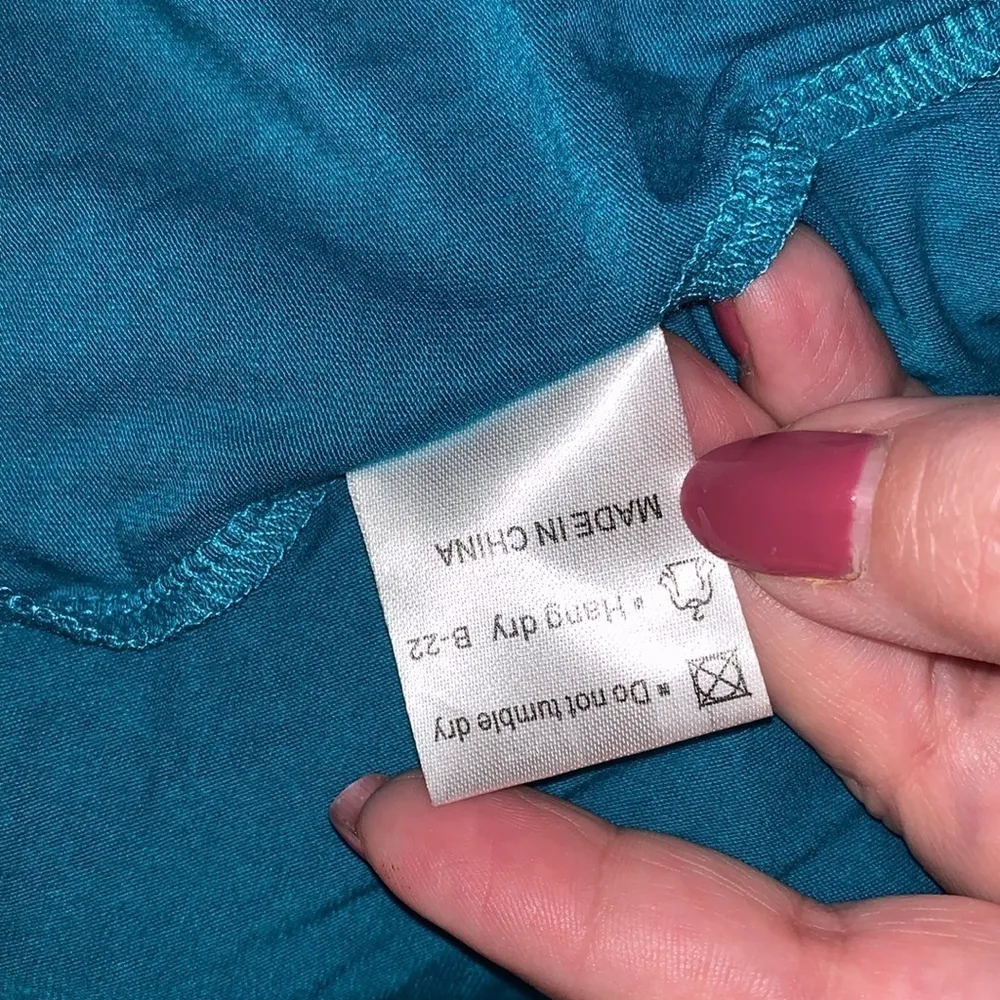 Do not tumble dry
Hang dry B-22
MADE IN CHINA